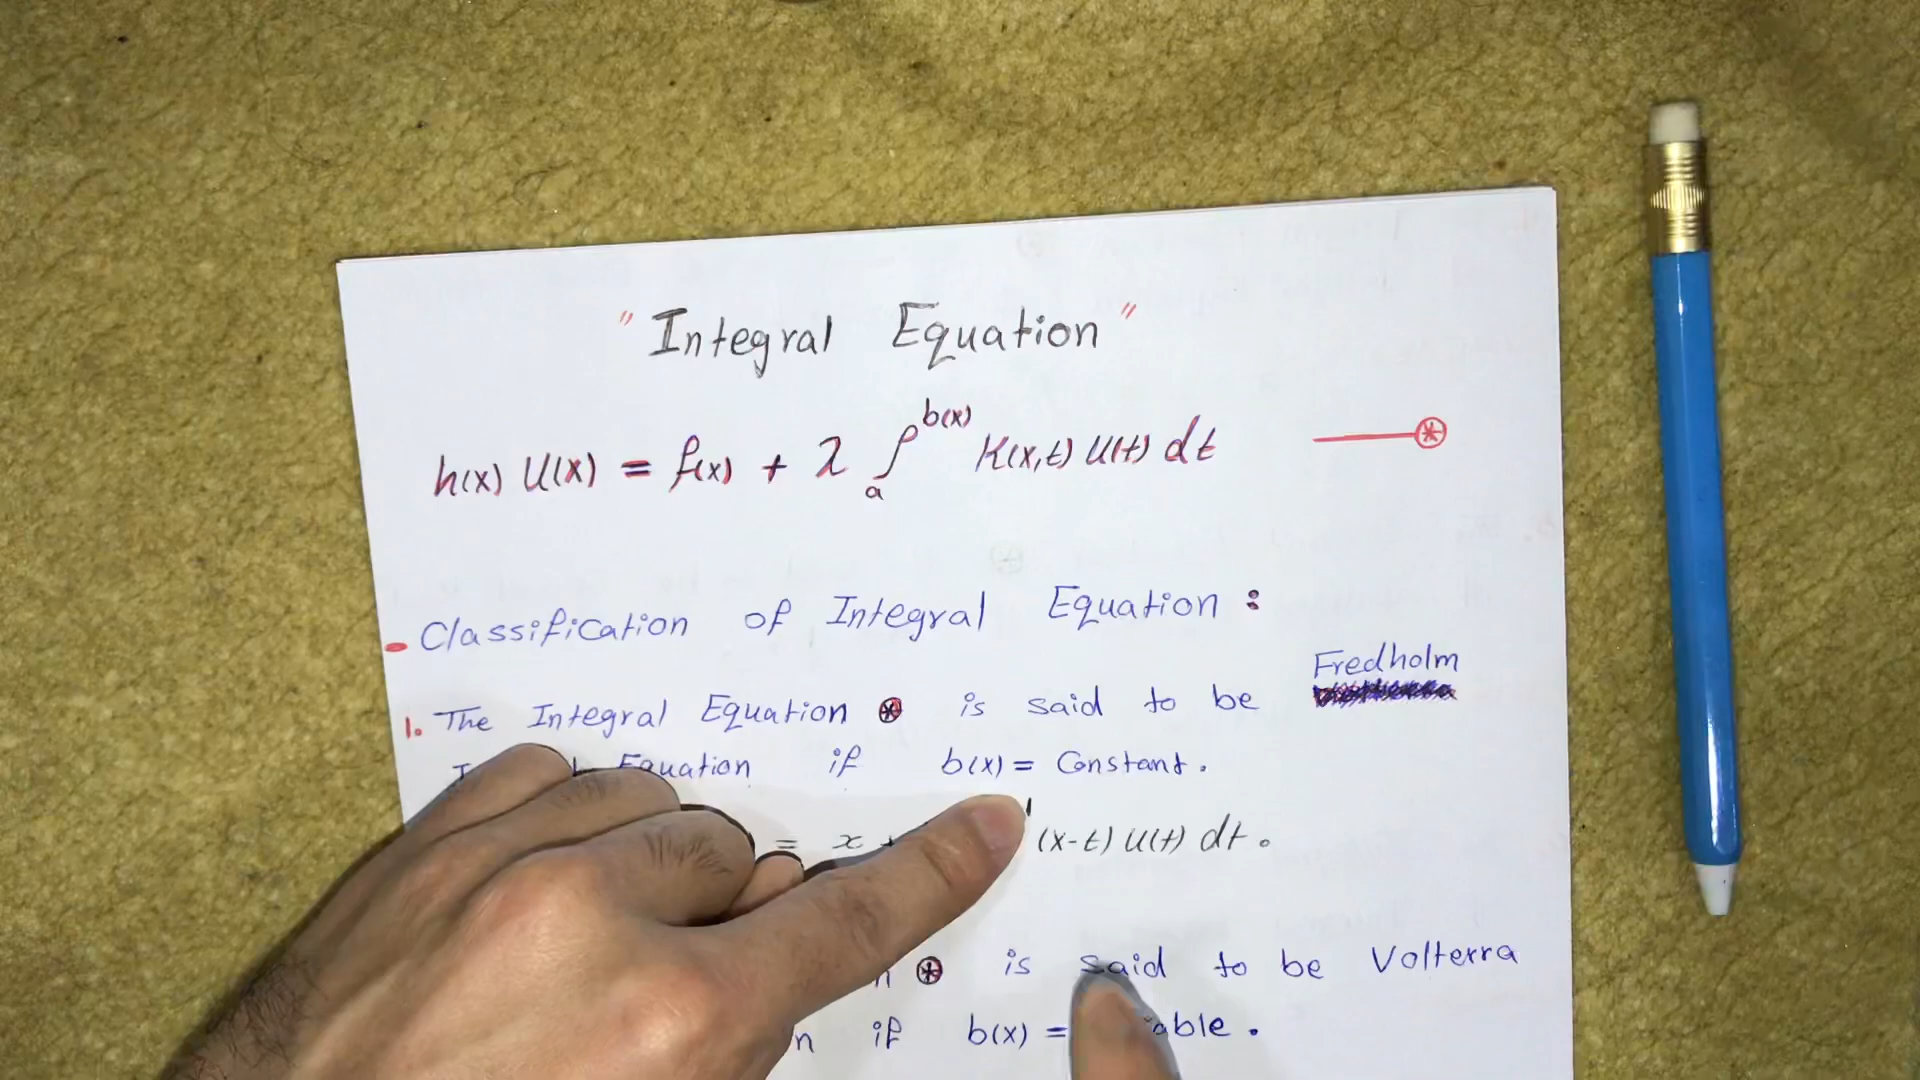 "Integral Equation"
h(x) u(x) = f(x) + λ ∫ₐᵇ⁽ˣ⁾ K(x,t) u(t) dt —⊛
- Classification of Integral Equation:
Fredholm
1. The Integral Equation ⊛ is said to be
Equation if b(x) = Constant.
= x + (x-t) u(t) dt.
⊛ is said to be Volterra
if b(x) =